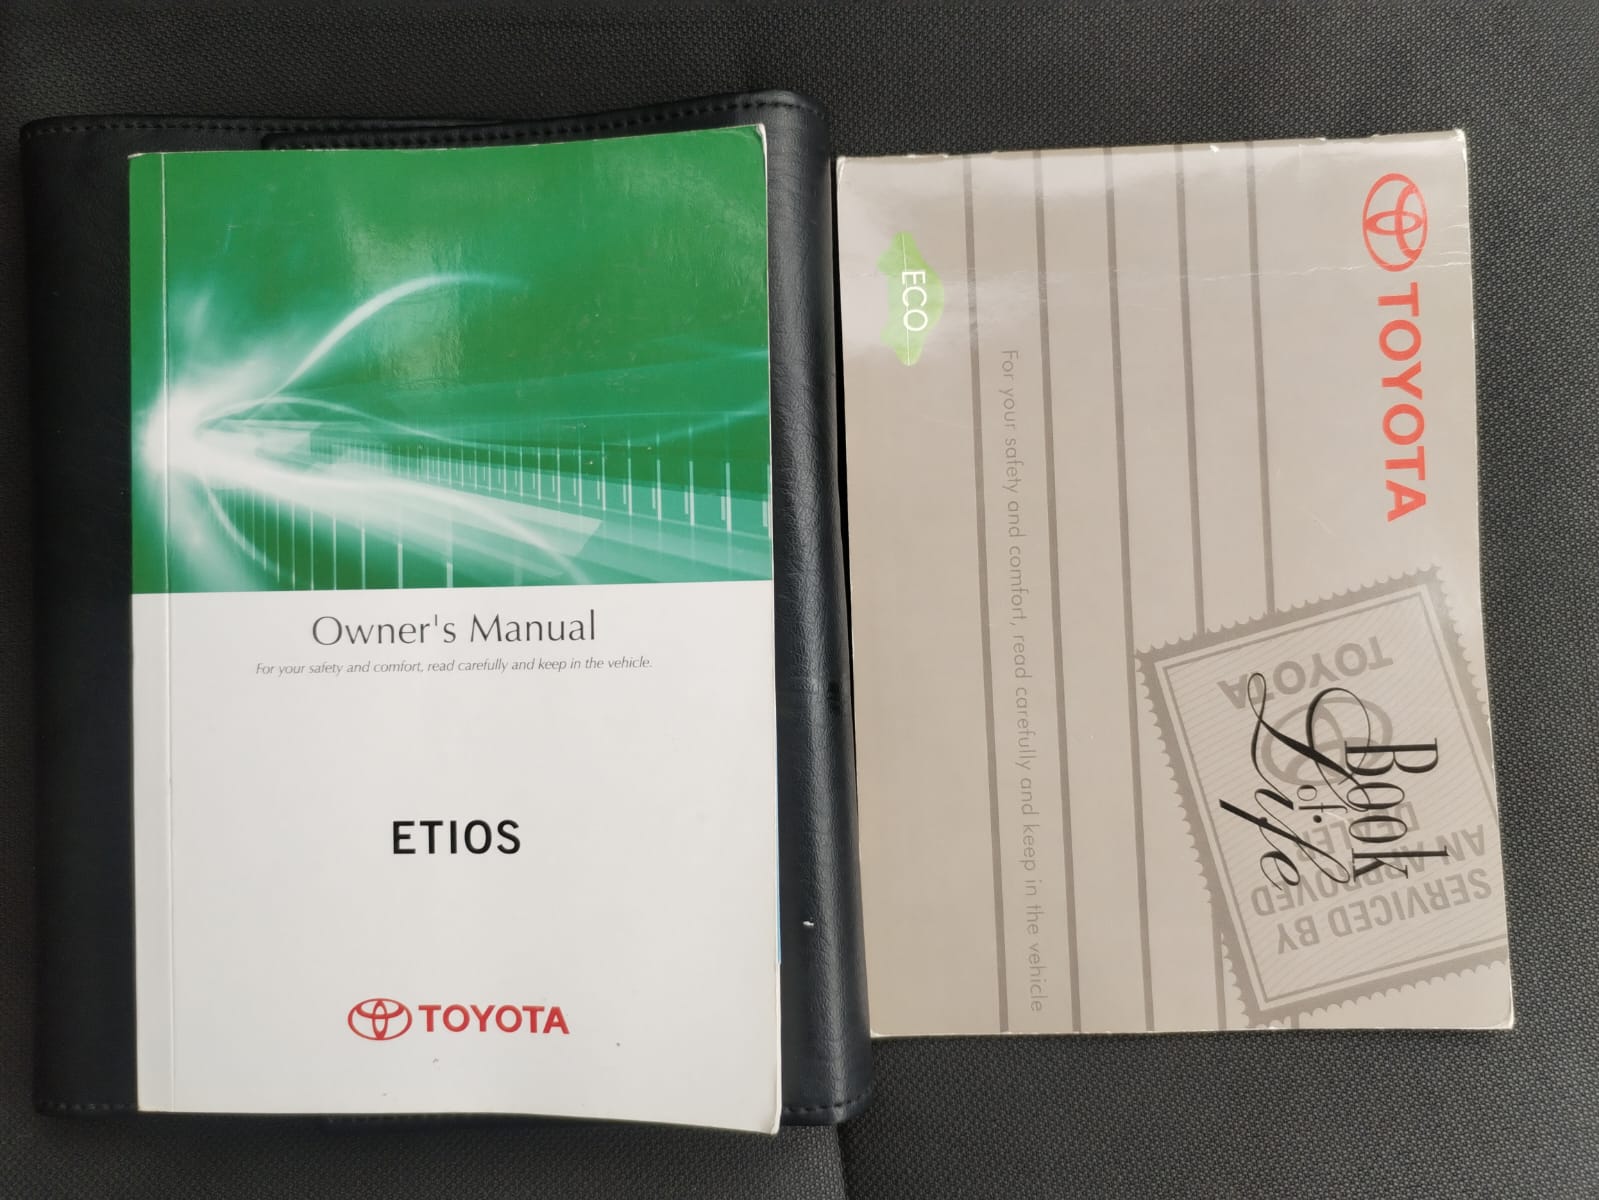 Owner's Manual
For your safety and comfort, read carefully and keep in the vehicle.
ETIOS
TOYOTA
TOYOTA
ECO
For your safety and comfort, read carefully and keep in the vehicle
Book
of
Life
TOYOTA
SERVICED BY
AN APPROVED
DEALER